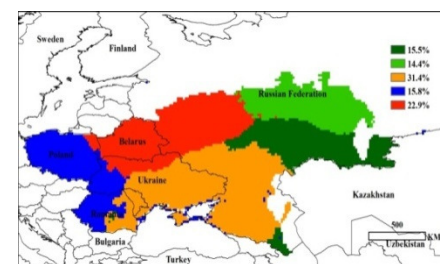 Sweden
Finland
15.5%
14.4%
31.4%
15.8%
22.9%
Russian Federation
Belarus
Poland
Ukraine
Kazakhstan
500
KM
Bulgaria
Uzbekistan
Turkey